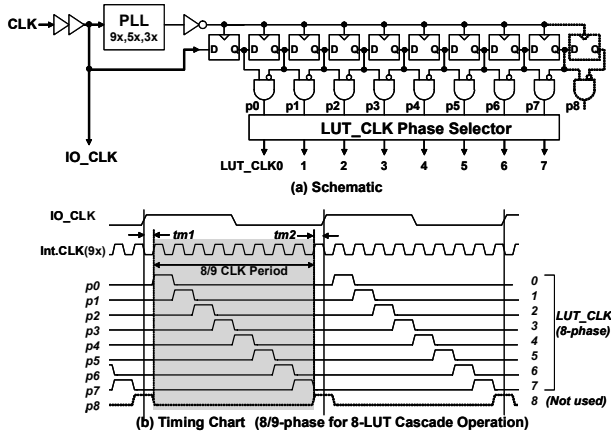 CLK
PLL
9x,5x,3x
D Q D Q D Q D Q D Q D Q D Q D Q D Q
p0 p1 p2 p3 p4 p5 p6 p7 p8
LUT_CLK Phase Selector
IO_CLK
LUT_CLK0 1 2 3 4 5 6 7
(a) Schematic
IO_CLK
tm1 tm2
Int.CLK(9x)
8/9 CLK Period
p0 0
p1 1
p2 2
p3 3
p4 4
p5 5
p6 6
p7 7
p8 8 (Not used)
LUT_CLK
(8-phase)
(b) Timing Chart (8/9-phase for 8-LUT Cascade Operation)